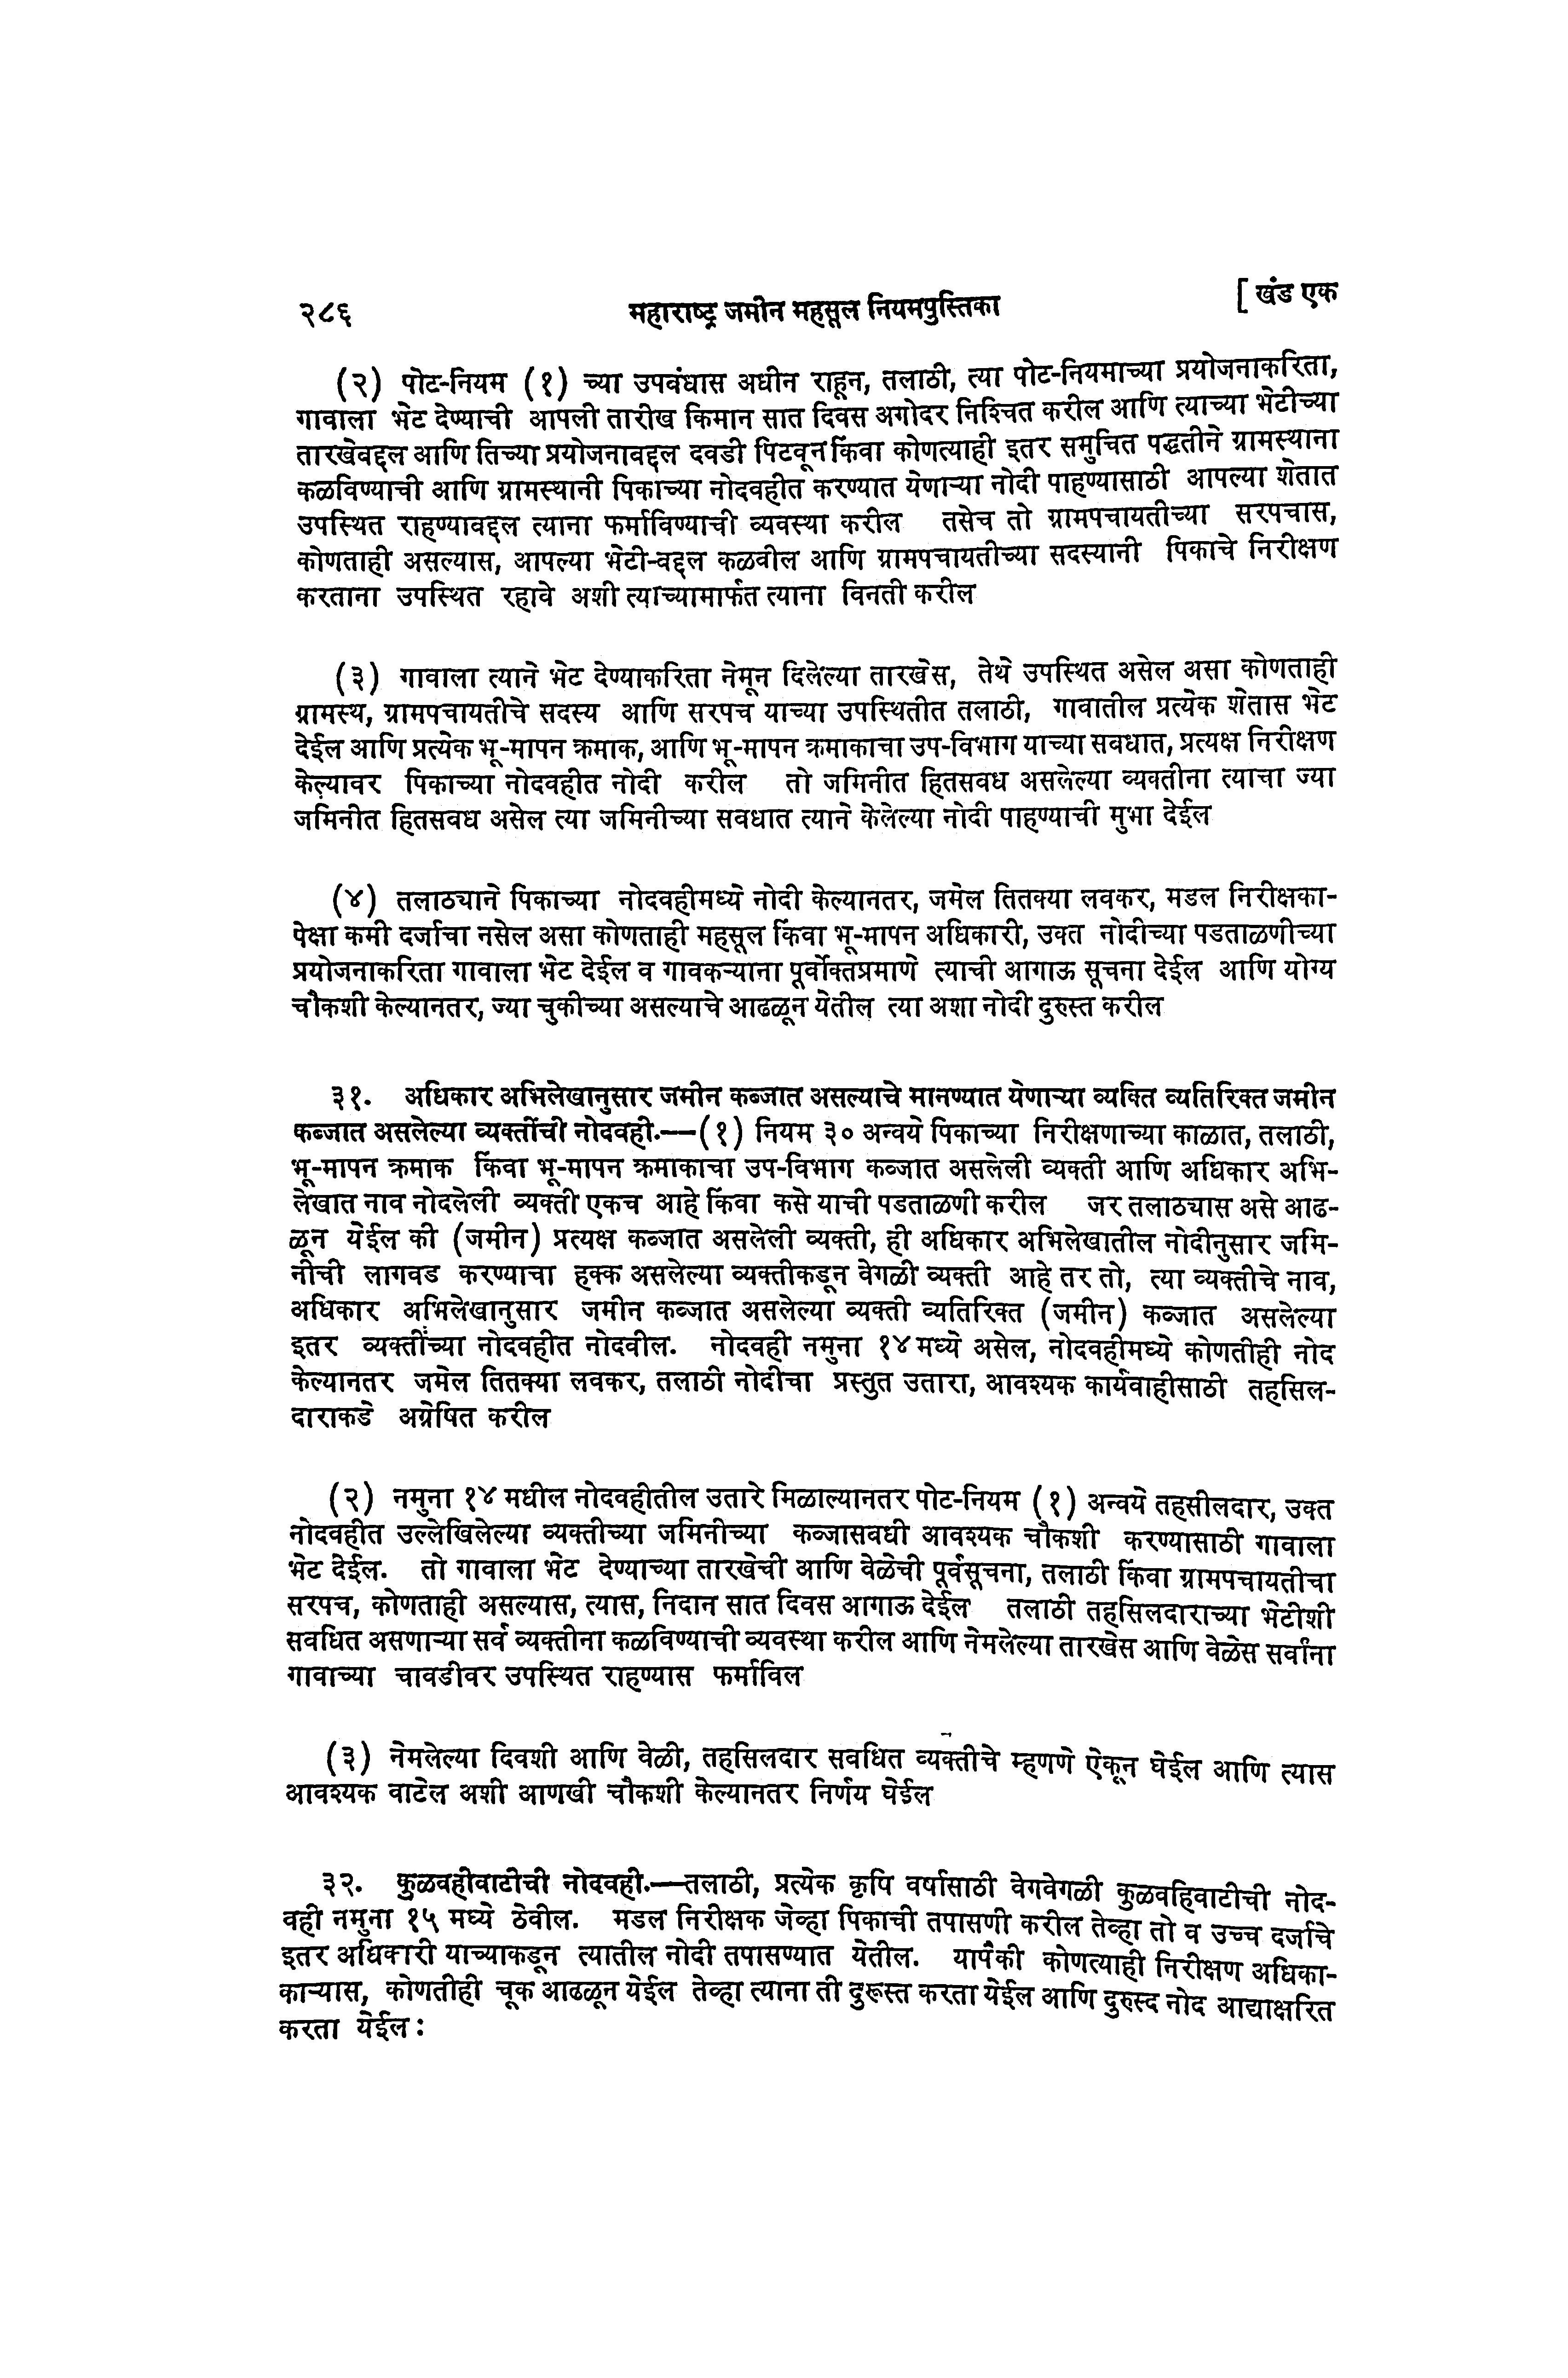 २८६ महाराष्ट्र जमीन महसूल नियमपुस्तिका [ खंड एक
(२) पोट-नियम (१) च्या उपवंधास अधीन राहून, तलाठी, त्या पोट-नियमाच्या प्रयोजनाकरिता,
गावाला भेट देण्याची आपली तारीख किमान सात दिवस अगोदर निश्चित करील आणि त्याच्या भेटीच्या
तारखेवद्दल आणि तिच्या प्रयोजनावद्दल दवडी पिटवून किंवा कोणत्याही इतर समुचित पद्धतीने ग्रामस्थाना
कळविण्याची आणि ग्रामस्थानी पिकाच्या नोदवहीत करण्यात येणाऱ्या नोदी पाहण्यासाठी आपल्या शेतात
उपस्थित राहण्यावद्दल त्याना फर्माविण्याची व्यवस्था करील तसेच तो ग्रामपचायतीच्या सरपचास,
कोणताही असल्यास, आपल्या भेटी-वद्दल कळवील आणि ग्रामपचायतीच्या सदस्यानी पिकाचे निरीक्षण
करताना उपस्थित रहावे अशी त्याच्यामार्फत त्याना विनती करील
(३) गावाला त्याने भेट देण्याकरिता नेमून दिलेल्या तारखेस, तेथे उपस्थित असेल असा कोणताही
ग्रामस्थ, ग्रामपचायतीचे सदस्य आणि सरपच याच्या उपस्थितीत तलाठी, गावातील प्रत्येक शेतास भेट
देईल आणि प्रत्येक भू-मापन क्रमाक, आणि भू-मापन क्रमाकाचा उप-विभाग याच्या सवधात, प्रत्यक्ष निरीक्षण
केल्यावर पिकाच्या नोदवहीत नोदी करील तो जमिनीत हितसवध असलेल्या व्यक्तीना त्याचा ज्या
जमिनीत हितसवध असेल त्या जमिनीच्या सवधात त्याने केलेल्या नोदी पाहण्याची मुभा देईल
(४) तलाठ्याने पिकाच्या नोदवहीमध्ये नोदी केल्यानतर, जमेल तितक्या लवकर, मडल निरीक्षका-
पेक्षा कमी दर्जाचा नसेल असा कोणताही महसूल किंवा भू-मापन अधिकारी, उक्त नोदीच्या पडताळणीच्या
प्रयोजनाकरिता गावाला भेट देईल व गावकऱ्याना पूर्वोक्तप्रमाणे त्याची आगाऊ सूचना देईल आणि योग्य
चौकशी केल्यानतर, ज्या चुकीच्या असल्याचे आढळून येतील त्या अशा नोदी दुरुस्त करील
३१. अधिकार अभिलेखानुसार जमीन कब्जात असल्याचे मानण्यात येणाऱ्या व्यक्ति व्यतिरिक्त जमीन
कब्जात असलेल्या व्यक्तींची नोदवही.—(१) नियम ३० अन्वये पिकाच्या निरीक्षणाच्या काळात, तलाठी,
भू-मापन क्रमाक किंवा भू-मापन क्रमाकाचा उप-विभाग कब्जात असलेली व्यक्ती आणि अधिकार अभि-
लेखात नाव नोदलेली व्यक्ती एकच आहे किंवा कसे याची पडताळणी करील जर तलाठ्यास असे आढ-
ळून येईल की (जमीन) प्रत्यक्ष कब्जात असलेली व्यक्ती, ही अधिकार अभिलेखातील नोदीनुसार जमि-
नीची लागवड करण्याचा हक्क असलेल्या व्यक्तीकडून वेगळी व्यक्ती आहे तर तो, त्या व्यक्तीचे नाव,
अधिकार अभिलेखानुसार जमीन कब्जात असलेल्या व्यक्ती व्यतिरिक्त (जमीन) कब्जात असलेल्या
इतर व्यक्तींच्या नोदवहीत नोदवील. नोदवही नमुना १४ मध्ये असेल, नोदवहीमध्ये कोणतीही नोद
केल्यानतर जमेल तितक्या लवकर, तलाठी नोदीचा प्रस्तुत उतारा, आवश्यक कार्यवाहीसाठी तहसिल-
दाराकडे अग्रेषित करील
(२) नमुना १४ मधील नोदवहीतील उतारे मिळाल्यानतर पोट-नियम (१) अन्वये तहसीलदार, उक्त
नोदवहीत उल्लेखिलेल्या व्यक्तीच्या जमिनीच्या कब्जासवधी आवश्यक चौकशी करण्यासाठी गावाला
भेट देईल. तो गावाला भेट देण्याच्या तारखेची आणि वेळेची पूर्वसूचना, तलाठी किंवा ग्रामपचायतीचा
सरपच, कोणताही असल्यास, त्यास, निदान सात दिवस आगाऊ देईल तलाठी तहसिलदाराच्या भेटीशी
सवधित असणाऱ्या सर्व व्यक्तीना कळविण्याची व्यवस्था करील आणि नेमलेल्या तारखेस आणि वेळेस सर्वांना
गावाच्या चावडीवर उपस्थित राहण्यास फर्माविल
(३) नेमलेल्या दिवशी आणि वेळी, तहसिलदार सवधित व्यक्तीचे म्हणणे ऐकून घेईल आणि त्यास
आवश्यक वाटेल अशी आणखी चौकशी केल्यानतर निर्णय घेईल
३२. कुळवहीवाटीची नोदवही.—तलाठी, प्रत्येक कृपि वर्षासाठी वेगवेगळी कुळवहिवाटीची नोद-
वही नमुना १५ मध्ये ठेवील. मडल निरीक्षक जेव्हा पिकाची तपासणी करील तेव्हा तो व उच्च दर्जाचे
इतर अधिकारी याच्याकडून त्यातील नोदी तपासण्यात येतील. यापैकी कोणत्याही निरीक्षण अधिका-
काऱ्यास, कोणतीही चूक आढळून येईल तेव्हा त्याना ती दुरूस्त करता येईल आणि दुरुस्द नोद आद्याक्षरित
करता येईल :